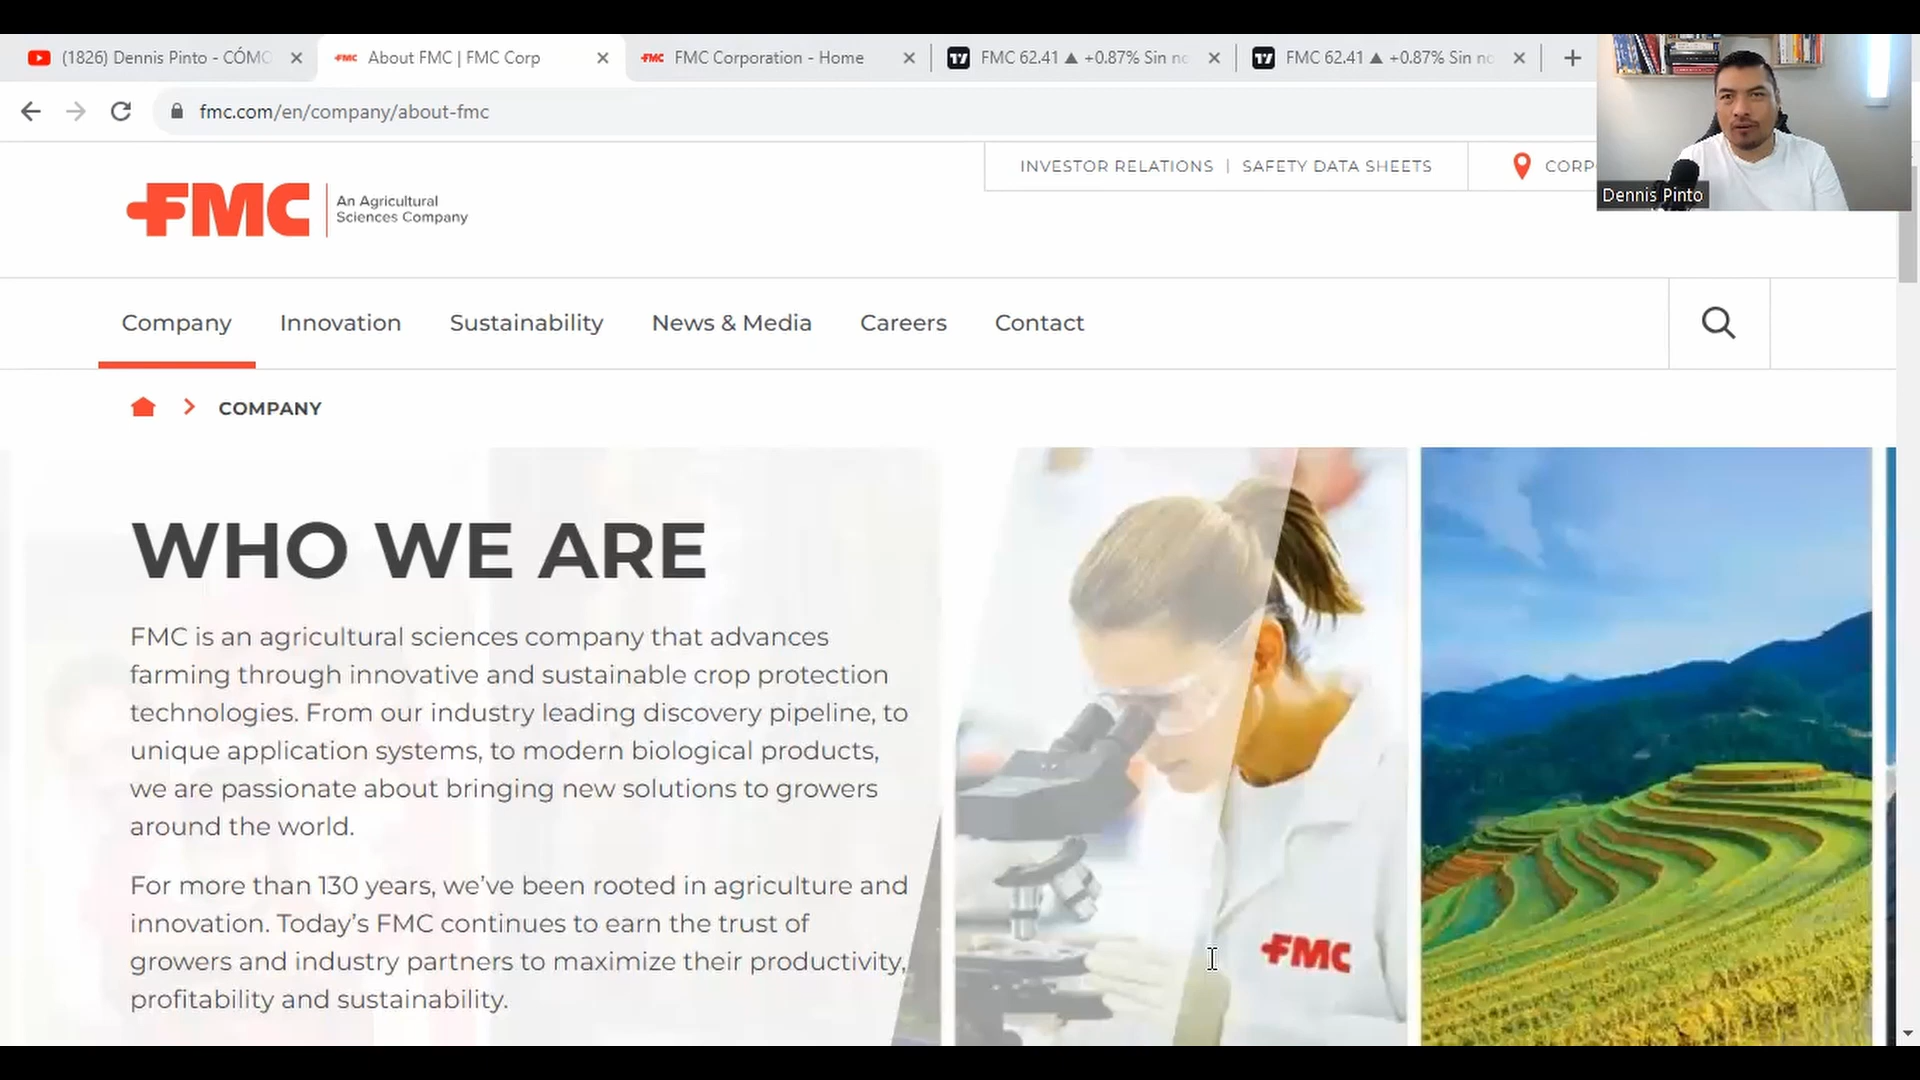 (1826) Dennis Pinto - CÓMO
About FMC | FMC Corp
FMC Corporation - Home
FMC 62.41 ▲ +0.87% Sin no
FMC 62.41 ▲ +0.87% Sin no
fmc.com/en/company/about-fmc
Dennis Pinto
INVESTOR RELATIONS | SAFETY DATA SHEETS
CORP
FMC
An Agricultural
Sciences Company
Company
Innovation
Sustainability
News & Media
Careers
Contact
COMPANY
WHO WE ARE
FMC is an agricultural sciences company that advances
farming through innovative and sustainable crop protection
technologies. From our industry leading discovery pipeline, to
unique application systems, to modern biological products,
we are passionate about bringing new solutions to growers
around the world.
For more than 130 years, we've been rooted in agriculture and
innovation. Today's FMC continues to earn the trust of
growers and industry partners to maximize their productivity,
profitability and sustainability.
FMC